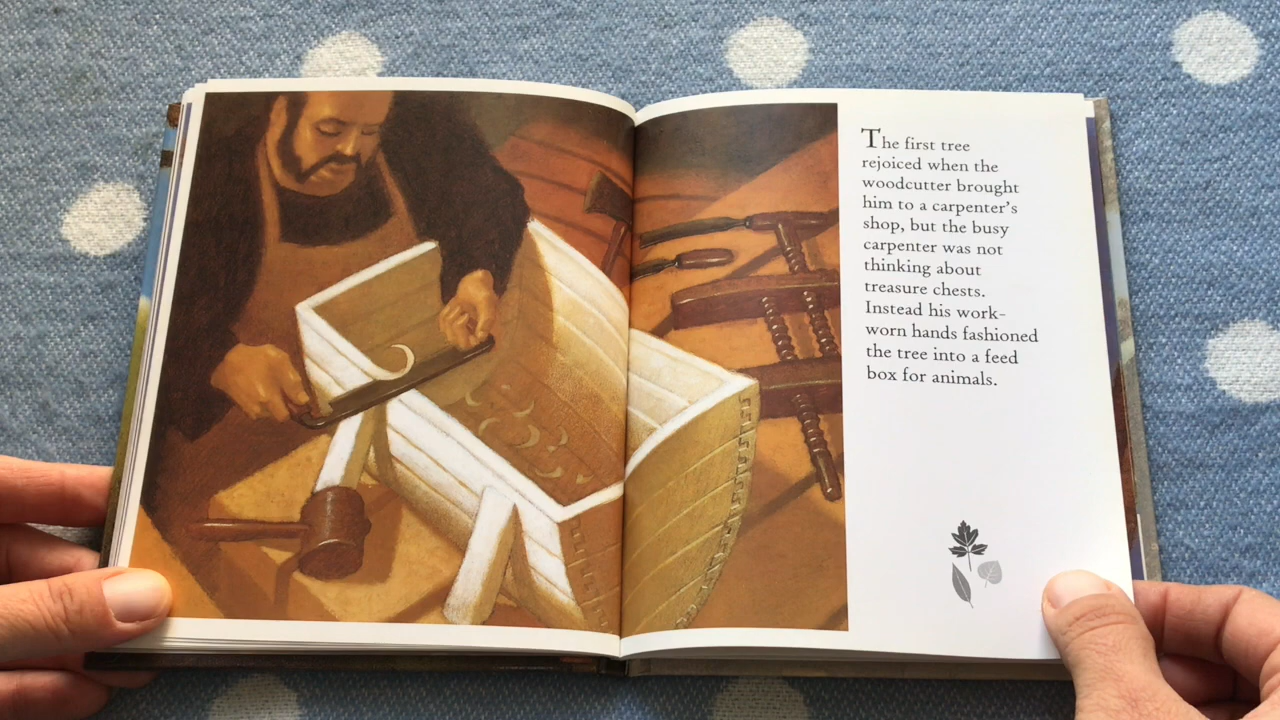 The first tree
rejoiced when the
woodcutter brought
him to a carpenter's
shop, but the busy
carpenter was not
thinking about
treasure chests.
Instead his work-
worn hands fashioned
the tree into a feed
box for animals.